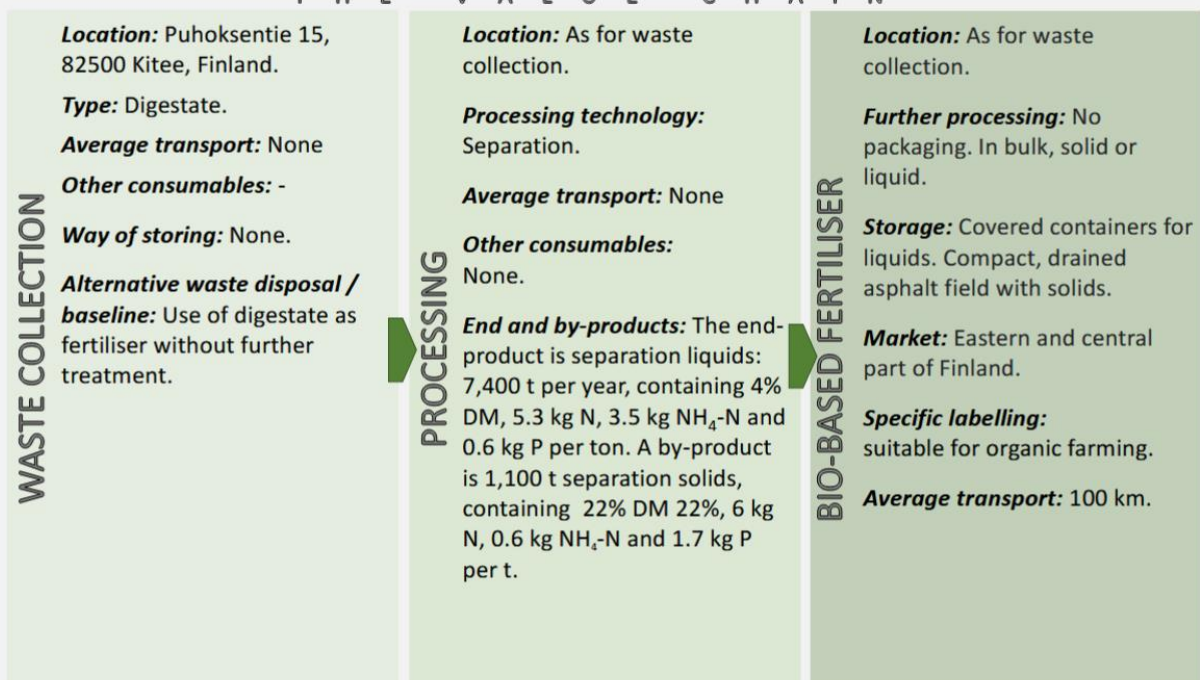 THE VALUE CHAIN
WASTE COLLECTION
Location: Puhoksentie 15,
82500 Kitee, Finland.
Type: Digestate.
Average transport: None
Other consumables: -
Way of storing: None.
Alternative waste disposal /
baseline: Use of digestate as
fertiliser without further
treatment.
PROCESSING
Location: As for waste
collection.
Processing technology:
Separation.
Average transport: None
Other consumables:
None.
End and by-products: The end-
product is separation liquids:
7,400 t per year, containing 4%
DM, 5.3 kg N, 3.5 kg NH₄-N and
0.6 kg P per ton. A by-product
is 1,100 t separation solids,
containing 22% DM 22%, 6 kg
N, 0.6 kg NH₄-N and 1.7 kg P
per t.
BIO-BASED FERTILISER
Location: As for waste
collection.
Further processing: No
packaging. In bulk, solid or
liquid.
Storage: Covered containers for
liquids. Compact, drained
asphalt field with solids.
Market: Eastern and central
part of Finland.
Specific labelling:
suitable for organic farming.
Average transport: 100 km.